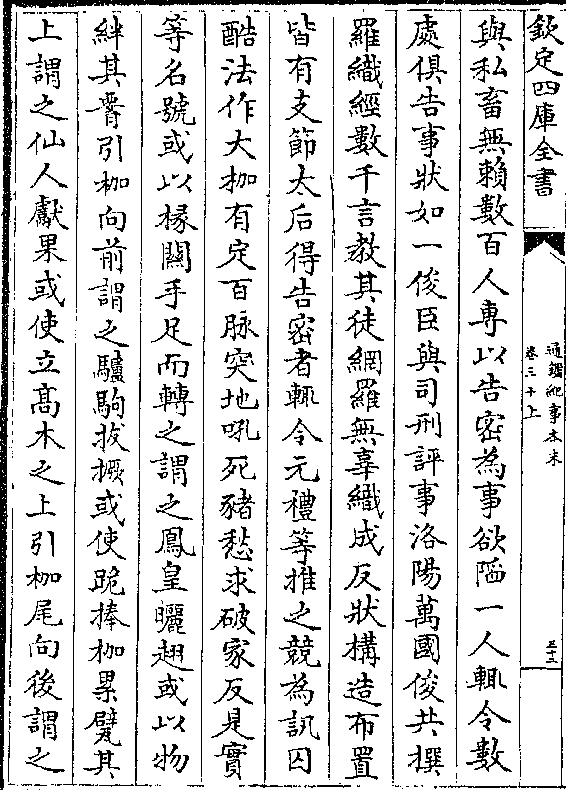 欽定四庫全書
通鑑紀事本末
卷三十上
三十三
與私畜無賴數百人専以告密為事欲陷一人輒令數
處俱告事狀如一俊臣與司刑評事洛陽萬國俊共撰
羅織經數千言教其徒網羅無辜織成反狀構造布置
皆有支節太后得告密者輒令元禮等推之競為訊囚
酷法作大枷有定百脉突地吼死豬愁求破家反是實
等名號或以椽關手足而轉之謂之鳳皇曬翅或以物
絆其𦝫引枷向前謂之驢駒拔橛或使跪捧枷累甓其
上謂之仙人獻果或使立髙木之上引枷尾向後謂之